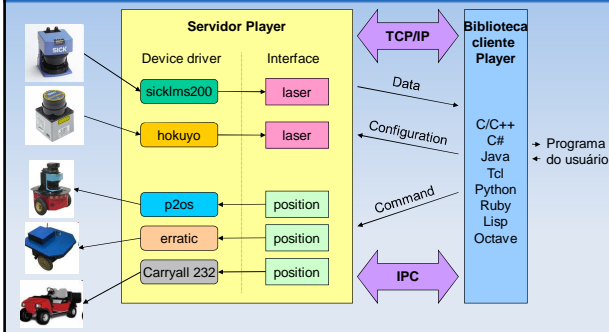 Servidor Player
Device driver
Interface
SICK
sicklms200
laser
hokuyo
laser
p2os
position
erratic
position
Carryall 232
position
TCP/IP
Data
Configuration
Command
IPC
Biblioteca
cliente
Player
C/C++
C#
Java
Tcl
Python
Ruby
Lisp
Octave
Programa
do usuário